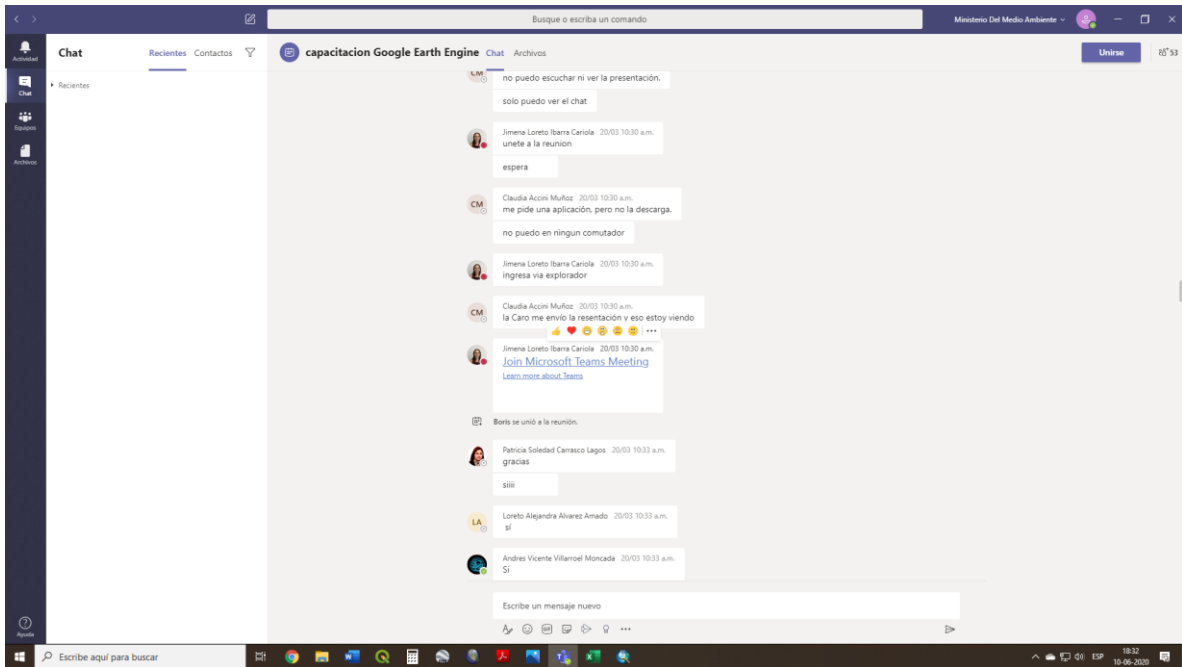 Busque o escriba un comando
Ministerio Del Medio Ambiente
Actividad
Chat
Equipos
Archivos
Ayuda
Chat
Recientes
Contactos
Recientes
capacitacion Google Earth Engine
Chat
Archivos
Unirse
53
no puedo escuchar ni ver la presentación.
solo puedo ver el chat
Jimena Loreto Ibarra Cariola 20/03 10:30 a.m.
unete a la reunion
espera
CM
Claudia Accini Muñoz 20/03 10:30 a.m.
me pide una aplicación, pero no la descarga.
no puedo en ningun comutador
Jimena Loreto Ibarra Cariola 20/03 10:30 a.m.
ingresa via explorador
CM
Claudia Accini Muñoz 20/03 10:30 a.m.
la Caro me envío la resentación y eso estoy viendo
Jimena Loreto Ibarra Cariola 20/03 10:30 a.m.
Join Microsoft Teams Meeting
Learn more about Teams
Boris se unió a la reunión.
Patricia Soledad Carrasco Lagos 20/03 10:33 a.m.
gracias
siiii
LA
Loreto Alejandra Alvarez Amado 20/03 10:33 a.m.
sí
Andres Vicente Villarroel Moncada 20/03 10:33 a.m.
Si
Escribe un mensaje nuevo
GIF
Escribe aquí para buscar
ESP
18:32
10-06-2020